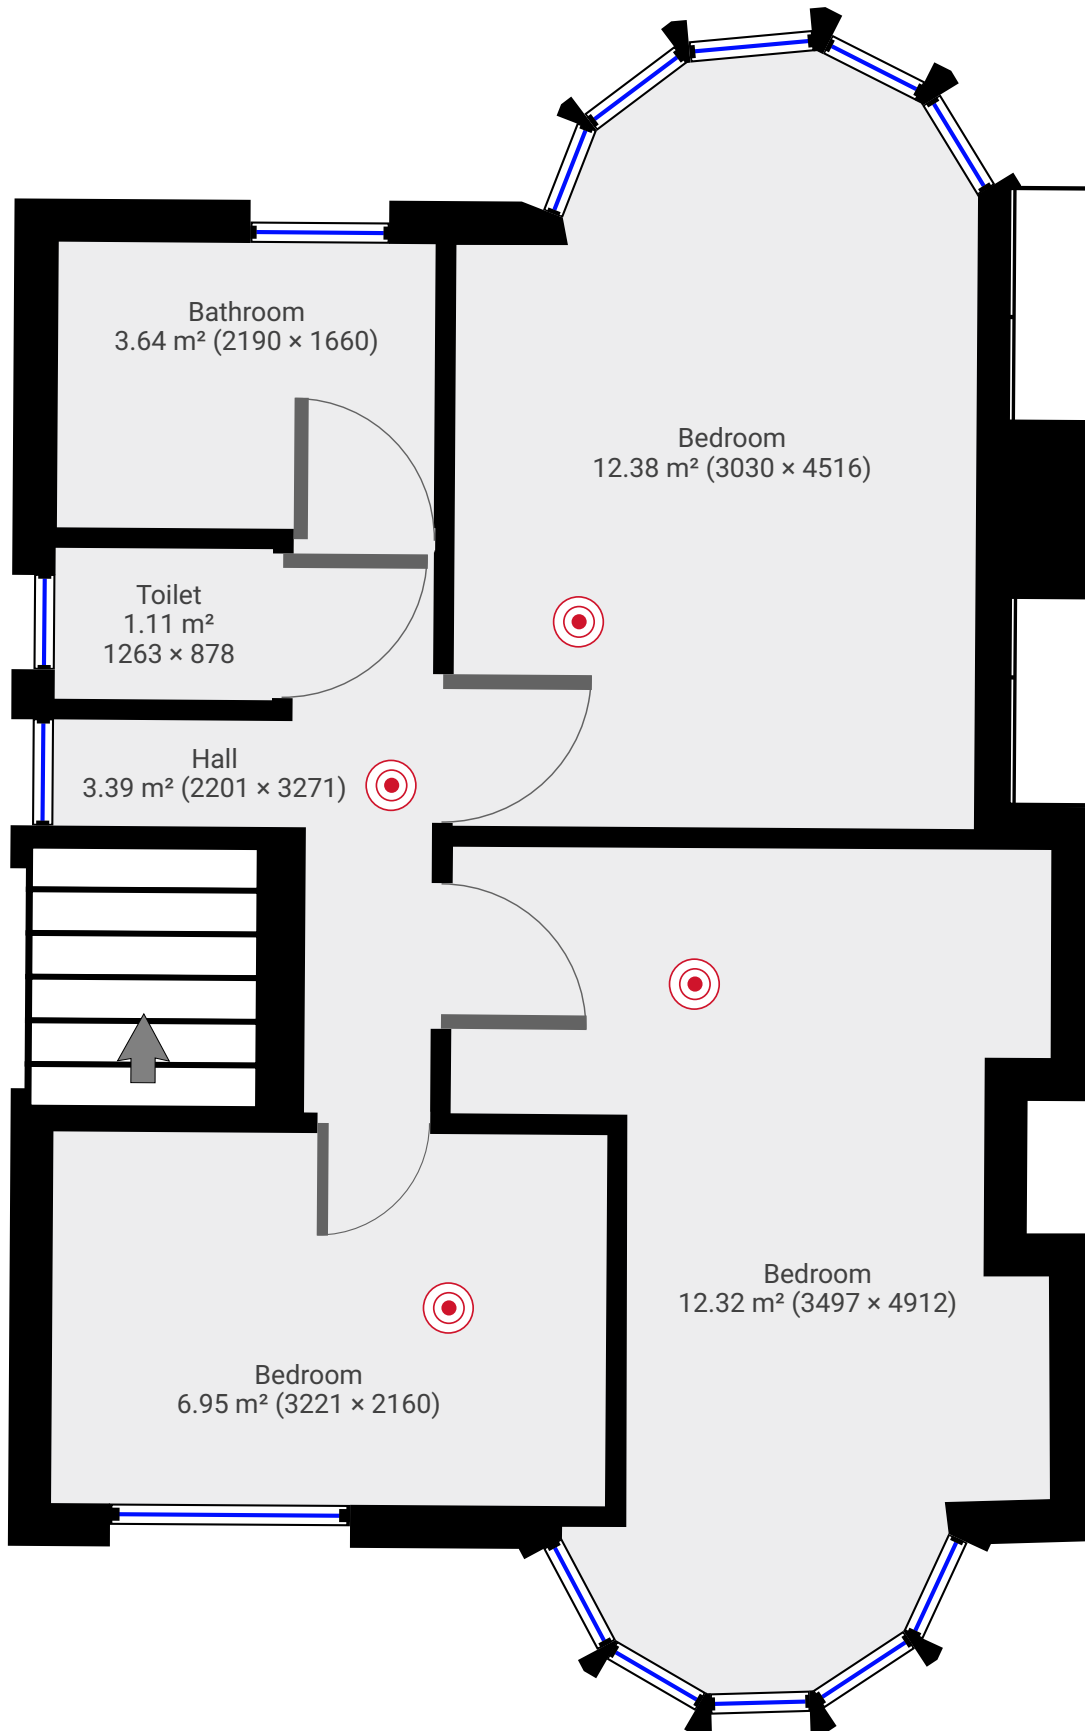 Bathroom
3.64 m² (2190 × 1660)
Bedroom
12.38 m² (3030 × 4516)
Toilet
1.11 m²
1263 × 878
Hall
3.39 m² (2201 × 3271)
Bedroom
12.32 m² (3497 × 4912)
Bedroom
6.95 m² (3221 × 2160)